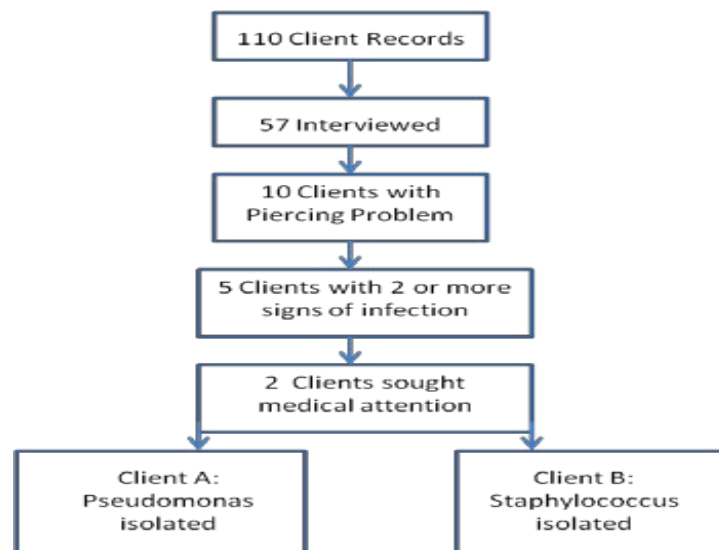 110 Client Records
57 Interviewed
10 Clients with
Piercing Problem
5 Clients with 2 or more
signs of infection
2 Clients sought
medical attention
Client A:
Pseudomonas
isolated
Client B:
Staphylococcus
isolated